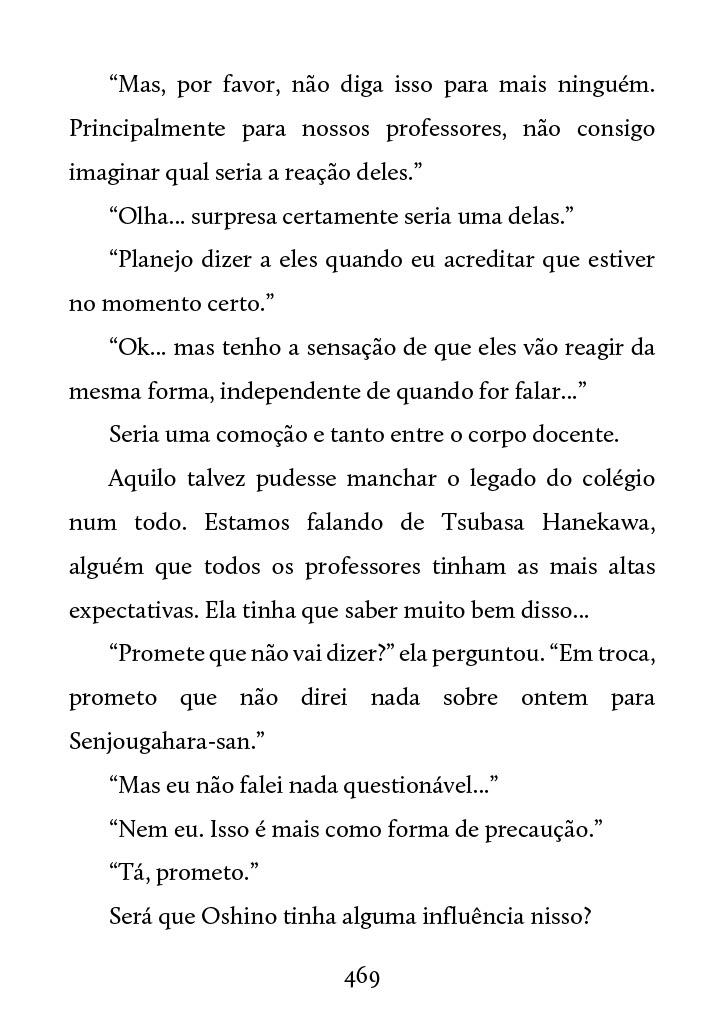 “Mas, por favor, não diga isso para mais ninguém.
Principalmente para nossos professores, não consigo
imaginar qual seria a reação deles.”
“Olha... surpresa certamente seria uma delas.”
“Planejo dizer a eles quando eu acreditar que estiver
no momento certo.”
“Ok... mas tenho a sensação de que eles vão reagir da
mesma forma, independente de quando for falar...”
Seria uma comoção e tanto entre o corpo docente.
Aquilo talvez pudesse manchar o legado do colégio
num todo. Estamos falando de Tsubasa Hanekawa,
alguém que todos os professores tinham as mais altas
expectativas. Ela tinha que saber muito bem disso...
“Promete que não vai dizer?” ela perguntou. “Em troca,
prometo que não direi nada sobre ontem para
Senjougahara-san.”
“Mas eu não falei nada questionável...”
“Nem eu. Isso é mais como forma de precaução.”
“Tá, prometo.”
Será que Oshino tinha alguma influência nisso?
469